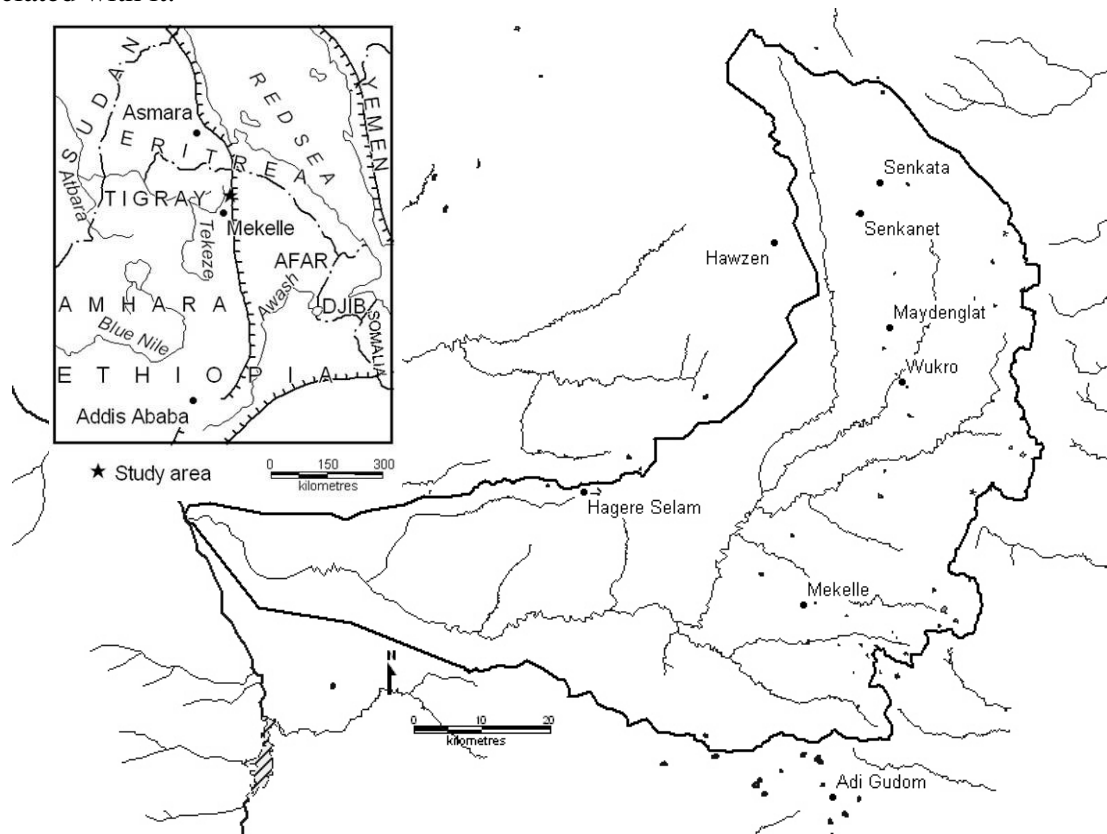 SUDAN
Asmara
ERITREA
RED SEA
YEMEN
Atbara
TIGRAY
Mekelle
Tekeze
AFAR
Awash
AMHARA
DJIB
SOMALIA
Blue Nile
ETHIOPIA
Addis Ababa
Study area
0 150 300
kilometres
Senkata
Senkanet
Hawzen
Maydenglat
Wukro
Hagere Selam
Mekelle
N
0 10 20
kilometres
Adi Gudom